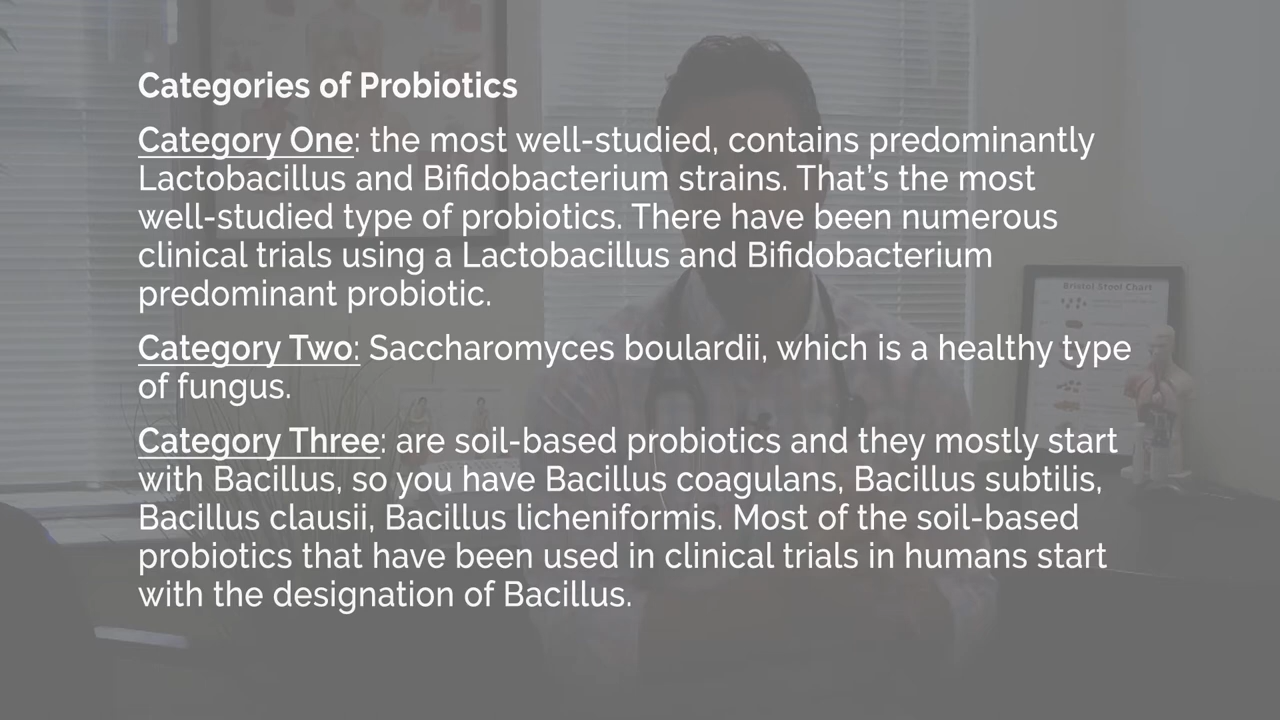 Categories of Probiotics
Category One: the most well-studied, contains predominantly
Lactobacillus and Bifidobacterium strains. That's the most
well-studied type of probiotics. There have been numerous
clinical trials using a Lactobacillus and Bifidobacterium
predominant probiotic.
Category Two: Saccharomyces boulardii, which is a healthy type
of fungus.
Category Three: are soil-based probiotics and they mostly start
with Bacillus, so you have Bacillus coagulans, Bacillus subtilis,
Bacillus clausii, Bacillus licheniformis. Most of the soil-based
probiotics that have been used in clinical trials in humans start
with the designation of Bacillus.
Bristol Stool Chart